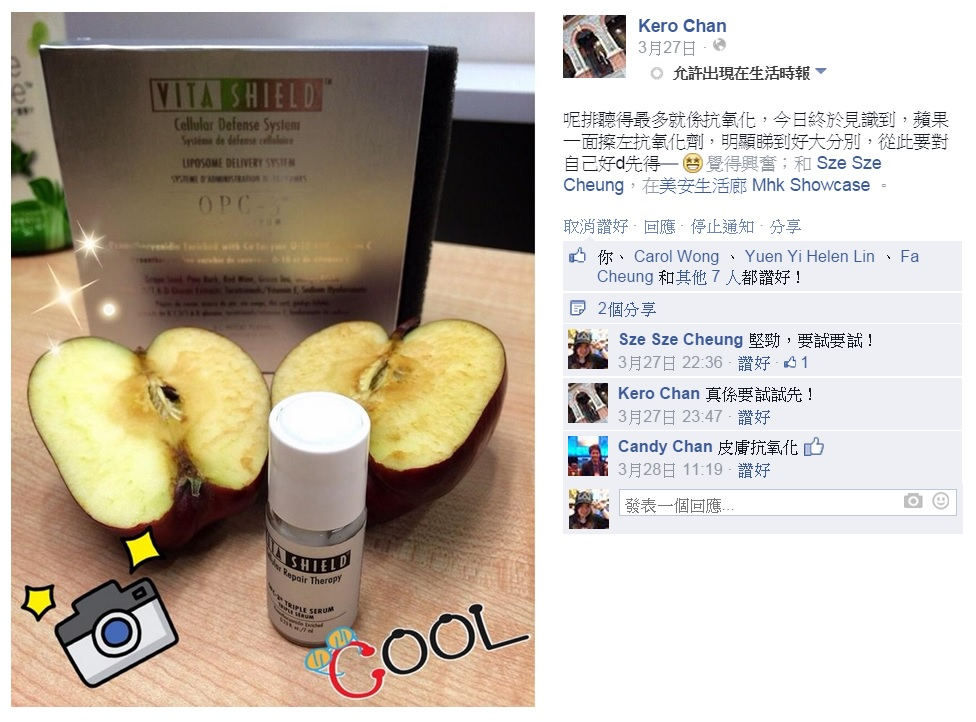 VITA SHIELD™
Cellular Defense System
Système de défense cellulaire
LIPOSOME DELIVERY SYSTEM
OPC-3
VITA SHIELD
Cellular Repair Therapy
OPC-3® TRIPLE SERUM
TRIPLE SÉRUM
COOL
Kero Chan
3月27日 ·
允許出現在生活時報
呢排聽得最多就係抗氧化，今日終於見識到，蘋果
一面搽左抗氧化劑，明顯睇到好大分別，從此要對
自己好d先得— 😆覺得興奮；和 Sze Sze
Cheung，在美安生活廊 Mhk Showcase 。
取消讚好 · 回應 · 停止通知 · 分享
你、 Carol Wong 、 Yuen Yi Helen Lin 、 Fa
Cheung 和其他 7 人都讚好！
2個分享
Sze Sze Cheung 堅勁，要試要試！
3月27日 22:36 · 讚好 · 1
Kero Chan 真係要試試先！
3月27日 23:47 · 讚好
Candy Chan 皮膚抗氧化
3月28日 11:19 · 讚好
發表一個回應...